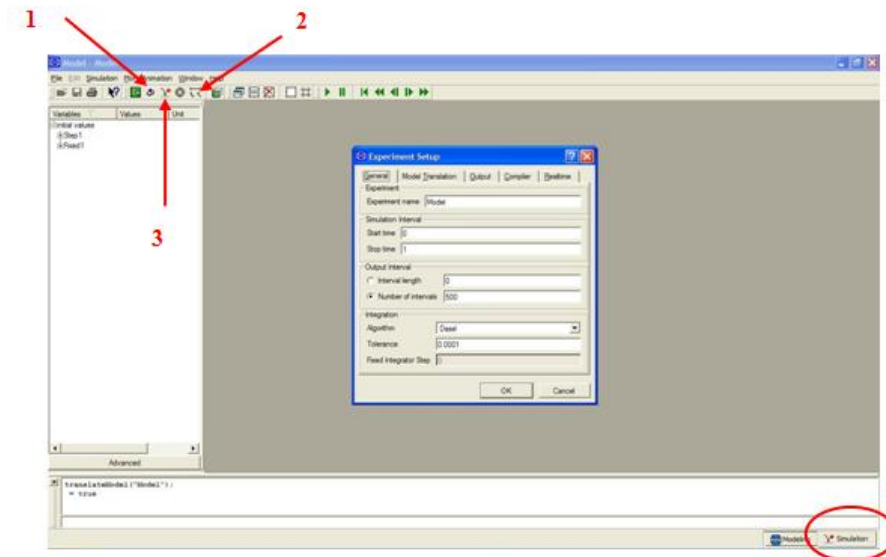 1
2
Model - Mode
File Edit Simulation Plot Animation Window Help
Variables Values Unit
Initial values
Step1
Fixed1
3
Experiment Setup
General Model Translation Output Compiler Realtime
Experiment
Experiment name Model
Simulation Interval
Start time 0
Stop time 1
Output Interval
Interval length 0
Number of intervals 500
Integration
Algorithm Dassl
Tolerance 0.0001
Fixed Integrator Step 0
OK Cancel
Advanced
translateModel("Model");
= true
Modeling Simulation